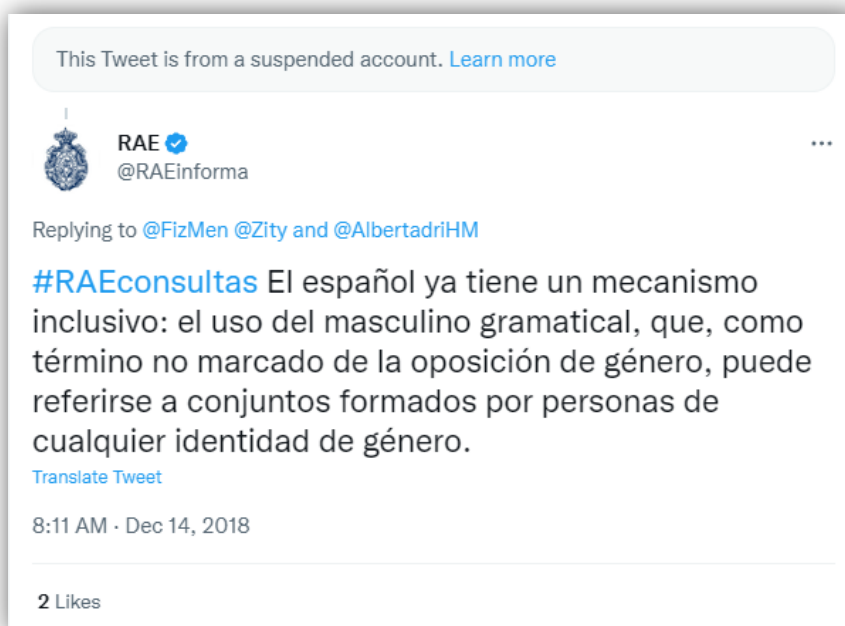 This Tweet is from a suspended account. Learn more
RAE
@RAEinforma
Replying to @FizMen @Zity and @AlbertadriHM
#RAEconsultas El español ya tiene un mecanismo
inclusivo: el uso del masculino gramatical, que, como
término no marcado de la oposición de género, puede
referirse a conjuntos formados por personas de
cualquier identidad de género.
Translate Tweet
8:11 AM · Dec 14, 2018
2 Likes